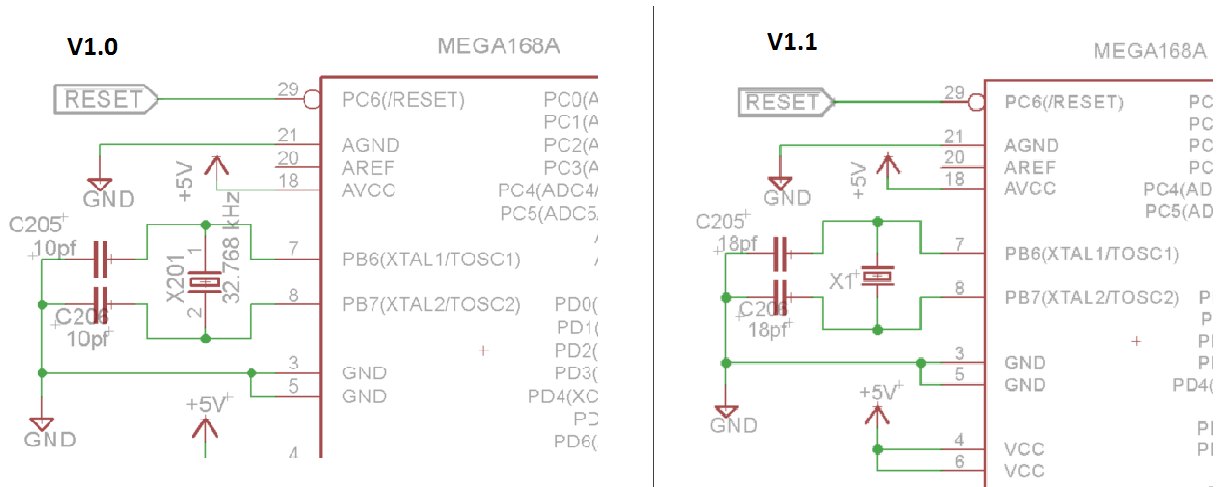 V1.0
MEGA168A
RESET
29
PC6(/RESET)
PC0(A
PC1(A
21
AGND
PC2(A
20
AREF
PC3(A
+5V
18
AVCC
PC4(ADC4/
GND
PC5(ADC5/
C205
10pf
1
7
PB6(XTAL1/TOSC1)
X201
32.768 kHz
8
PB7(XTAL2/TOSC2)
PD0(
2
C206
10pf
PD1(
PD2(
3
GND
PD3(
5
GND
PD4(XC
+5V
PD
GND
PD6(
4
V1.1
MEGA168A
RESET
29
PC6(/RESET)
PC
PC
21
AGND
PC
20
AREF
PC
+5V
18
AVCC
PC4(AD
GND
PC5(AD
C205
18pf
7
PB6(XTAL1/TOSC1)
X1
8
PB7(XTAL2/TOSC2)
C206
18pf
3
GND
5
GND
PD4(
+5V
GND
4
VCC
6
VCC